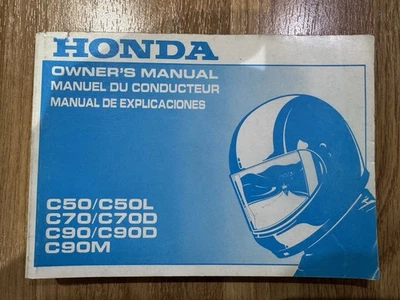 HONDA
OWNER'S MANUAL
MANUEL DU CONDUCTEUR
MANUAL DE EXPLICACIONES
C50/C50L
C70/C70D
C90/C90D
C90M